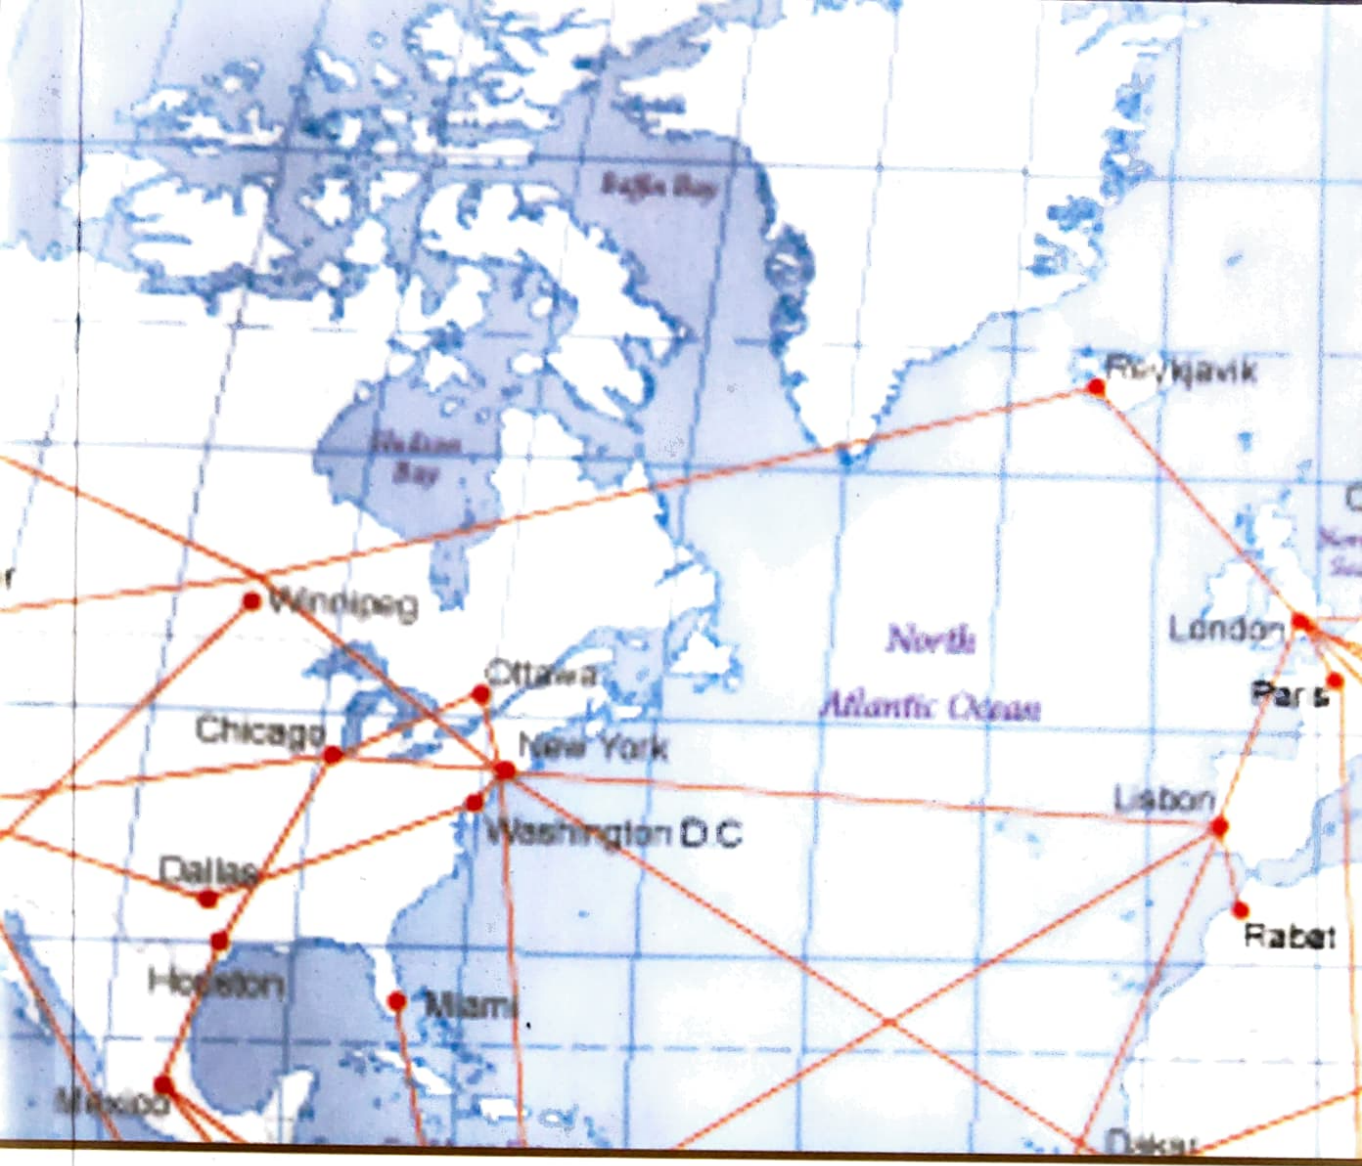 Baffin Bay
Reykjavik
Hudson
Bay
Winnipeg
North
London
Ottawa
Paris
Atlantic Ocean
Chicago
New York
Lisbon
Washington D.C
Dallas
Rabat
Houston
Miami
Mexico
Dakar